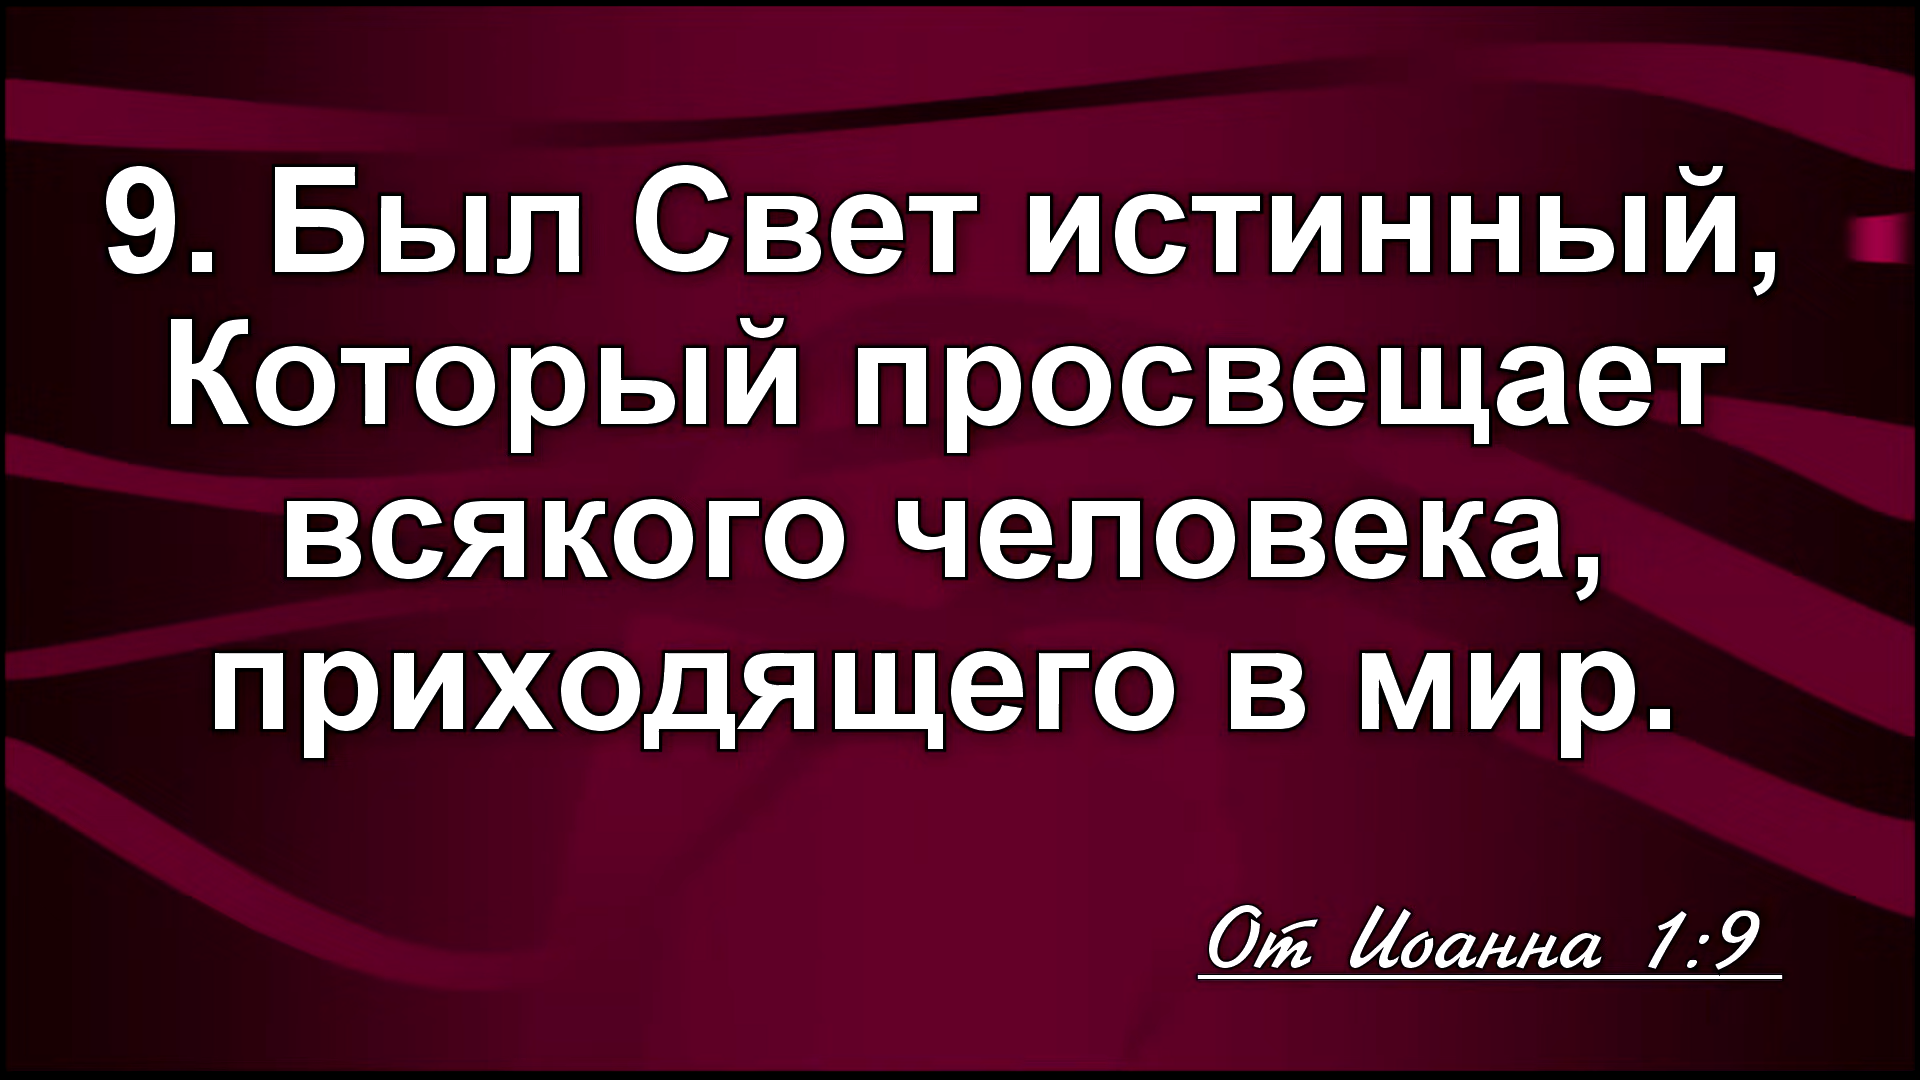 9. Был Свет истинный,
Который просвещает
всякого человека,
приходящего в мир.
От Иоанна 1:9